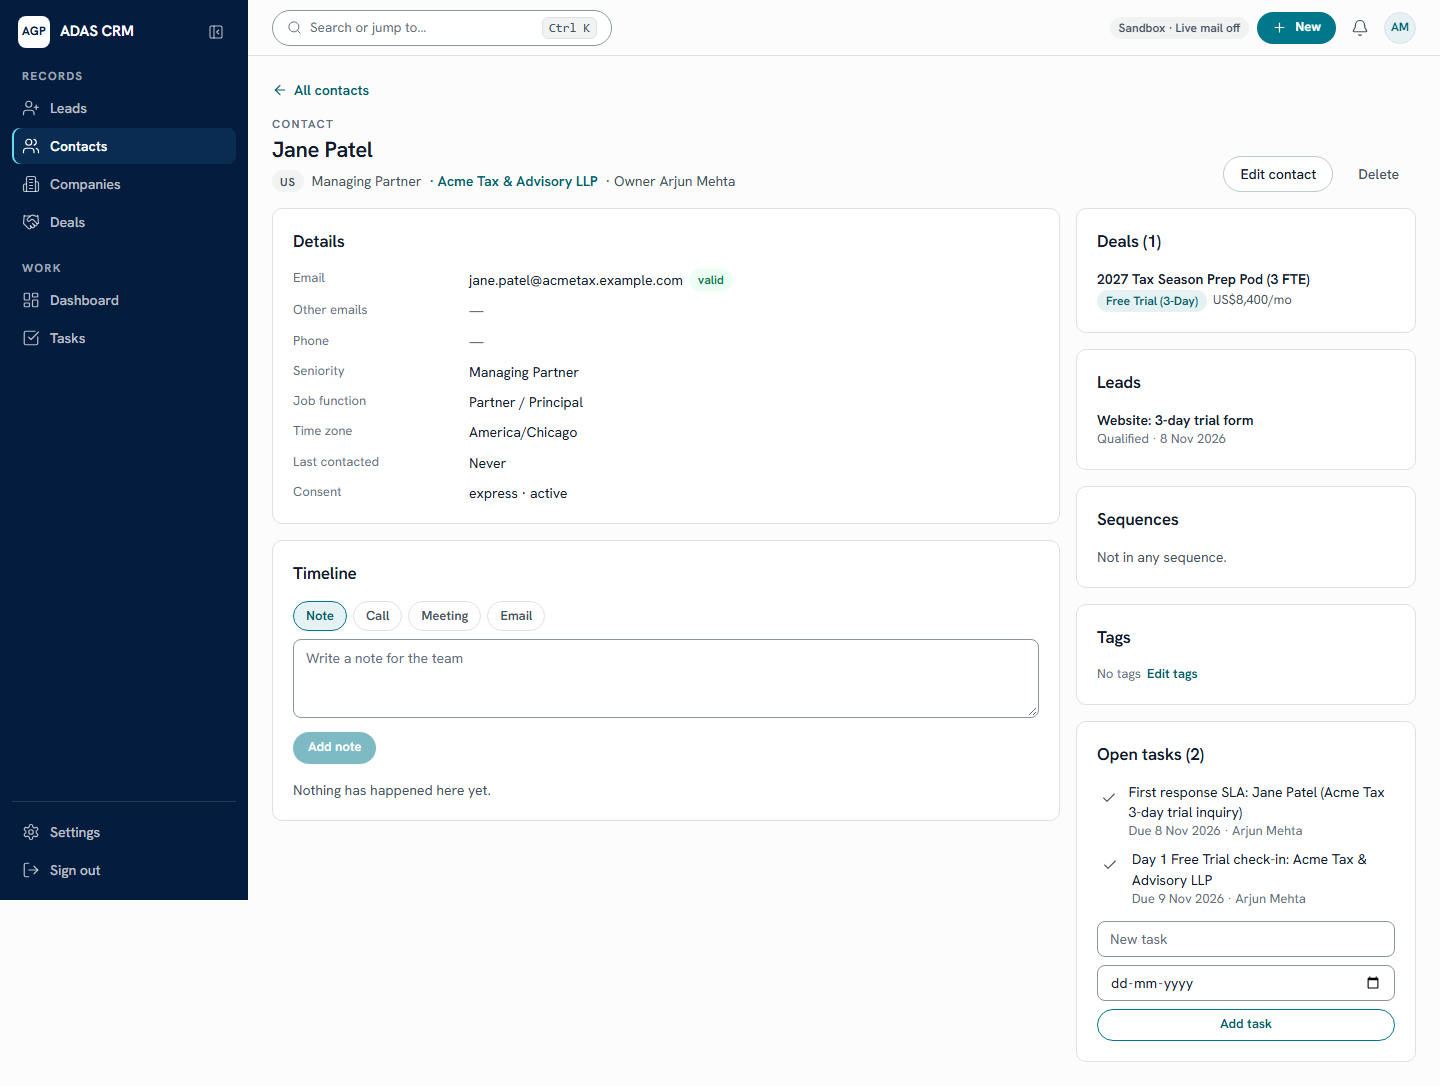 AGP ADAS CRM
RECORDS
Leads
Contacts
Companies
Deals
WORK
Dashboard
Tasks
Settings
Sign out
Search or jump to... Ctrl K
Sandbox · Live mail off
New
AM
All contacts
CONTACT
Jane Patel
US Managing Partner · Acme Tax & Advisory LLP · Owner Arjun Mehta
Edit contact
Delete
Details
Email jane.patel@acmetax.example.com valid
Other emails —
Phone —
Seniority Managing Partner
Job function Partner / Principal
Time zone America/Chicago
Last contacted Never
Consent express · active
Timeline
Note Call Meeting Email
Write a note for the team
Add note
Nothing has happened here yet.
Deals (1)
2027 Tax Season Prep Pod (3 FTE)
Free Trial (3-Day) US$8,400/mo
Leads
Website: 3-day trial form
Qualified · 8 Nov 2026
Sequences
Not in any sequence.
Tags
No tags Edit tags
Open tasks (2)
First response SLA: Jane Patel (Acme Tax
3-day trial inquiry)
Due 8 Nov 2026 · Arjun Mehta
Day 1 Free Trial check-in: Acme Tax &
Advisory LLP
Due 9 Nov 2026 · Arjun Mehta
New task
dd-mm-yyyy
Add task